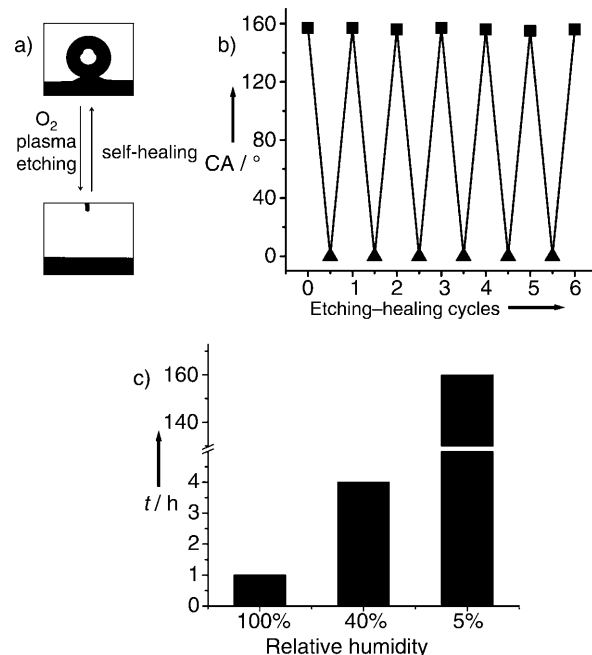 a)
O2
plasma
etching
self-healing
b)
160
120
80
40
0
CA / °
0 1 2 3 4 5 6
Etching–healing cycles
c)
160
140
4
3
2
1
0
t / h
100% 40% 5%
Relative humidity